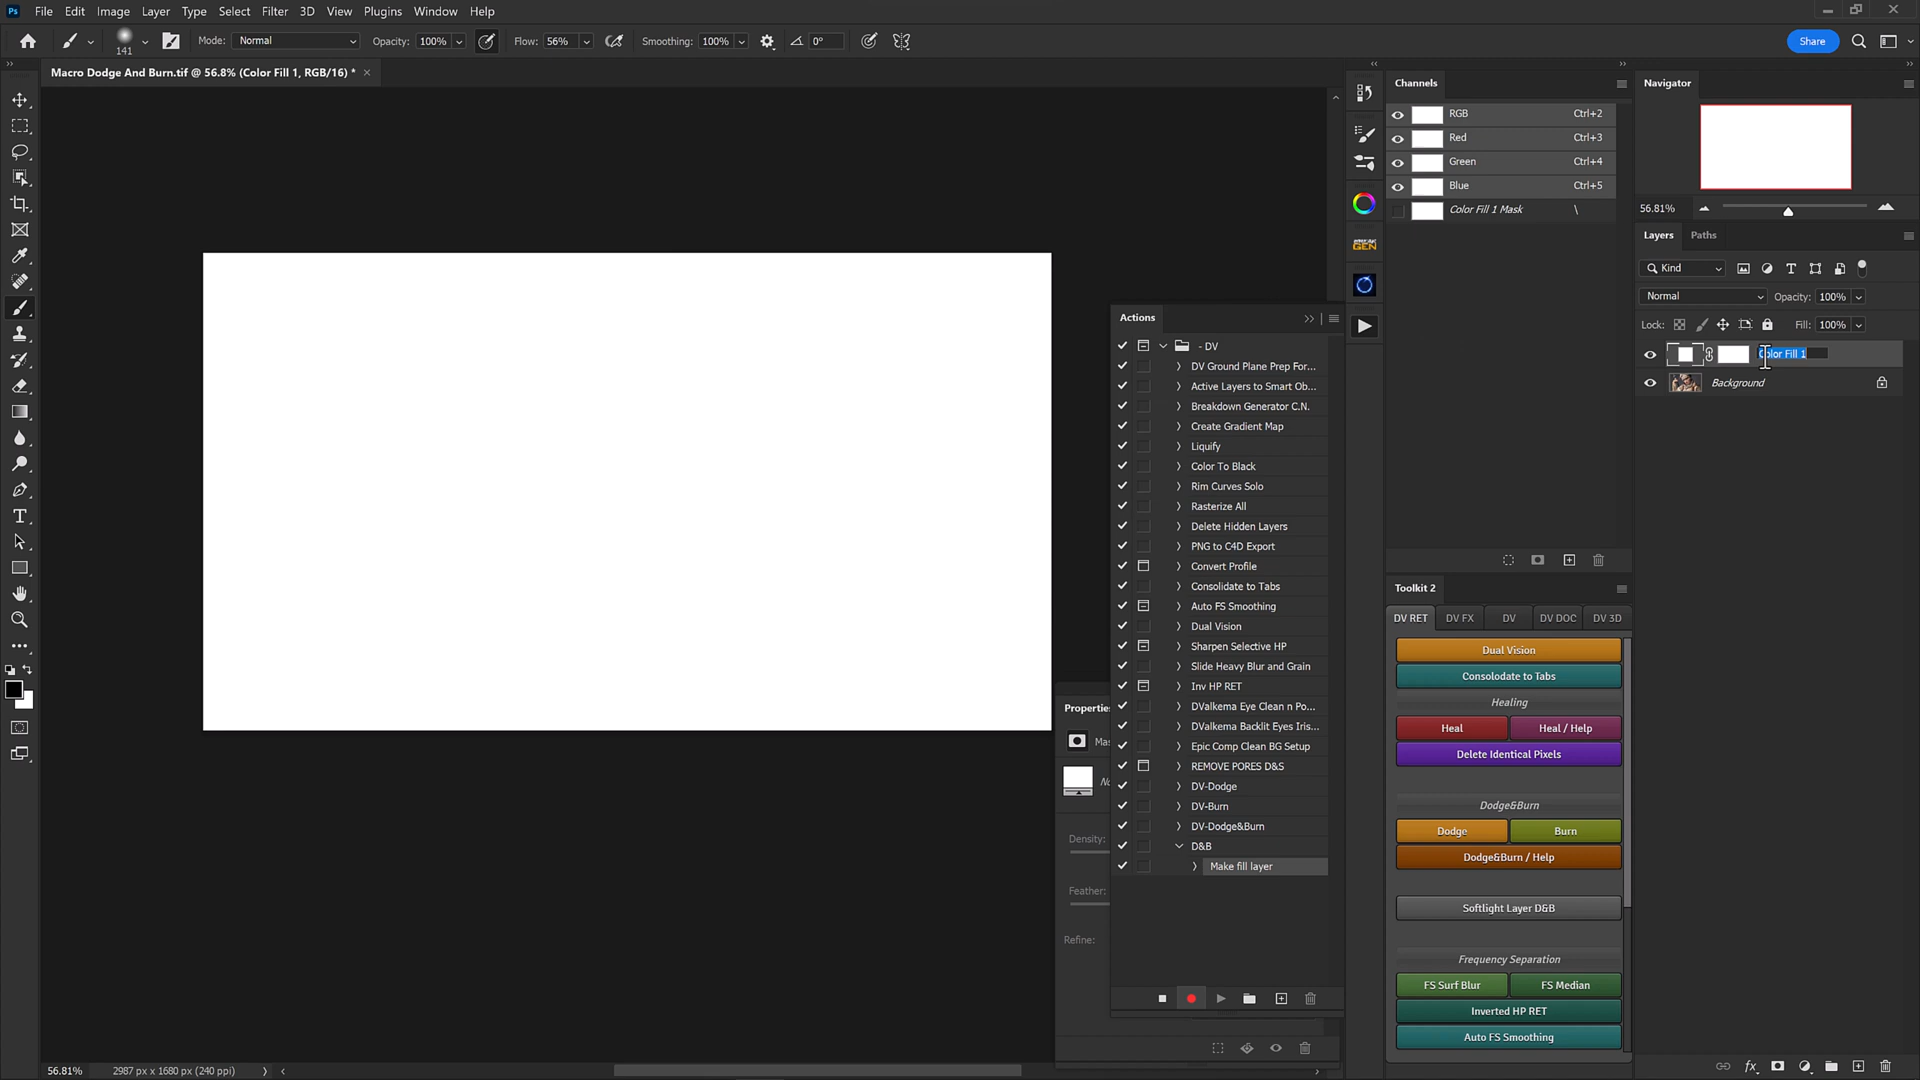 Ps File Edit Image Layer Type Select Filter 3D View Plugins Window Help
141 Mode: Normal Opacity: 100% Flow: 56% Smoothing: 100% 0° Share
Macro Dodge And Burn.tif @ 56.8% (Color Fill 1, RGB/16) * ×
Channels
RGB Ctrl+2
Red Ctrl+3
Green Ctrl+4
Blue Ctrl+5
Color Fill 1 Mask \
Navigator
56.81%
Layers Paths
Kind
Normal Opacity: 100%
Lock: Fill: 100%
Color Fill 1
Background
Actions
- DV
DV Ground Plane Prep For...
Active Layers to Smart Ob...
Breakdown Generator C.N.
Create Gradient Map
Liquify
Color To Black
Rim Curves Solo
Rasterize All
Delete Hidden Layers
PNG to C4D Export
Convert Profile
Consolidate to Tabs
Auto FS Smoothing
Dual Vision
Sharpen Selective HP
Slide Heavy Blur and Grain
Inv HP RET
DValkema Eye Clean n Po...
DValkema Backlit Eyes Iris...
Epic Comp Clean BG Setup
REMOVE PORES D&S
DV-Dodge
DV-Burn
DV-Dodge&Burn
D&B
Make fill layer
Properties
Mas
No
Density:
Feather:
Refine:
Toolkit 2
DV RET DV FX DV DV DOC DV 3D
Dual Vision
Consolodate to Tabs
Healing
Heal Heal / Help
Delete Identical Pixels
Dodge&Burn
Dodge Burn
Dodge&Burn / Help
Softlight Layer D&B
Frequency Separation
FS Surf Blur FS Median
Inverted HP RET
Auto FS Smoothing
56.81% 2987 px x 1680 px (240 ppi)